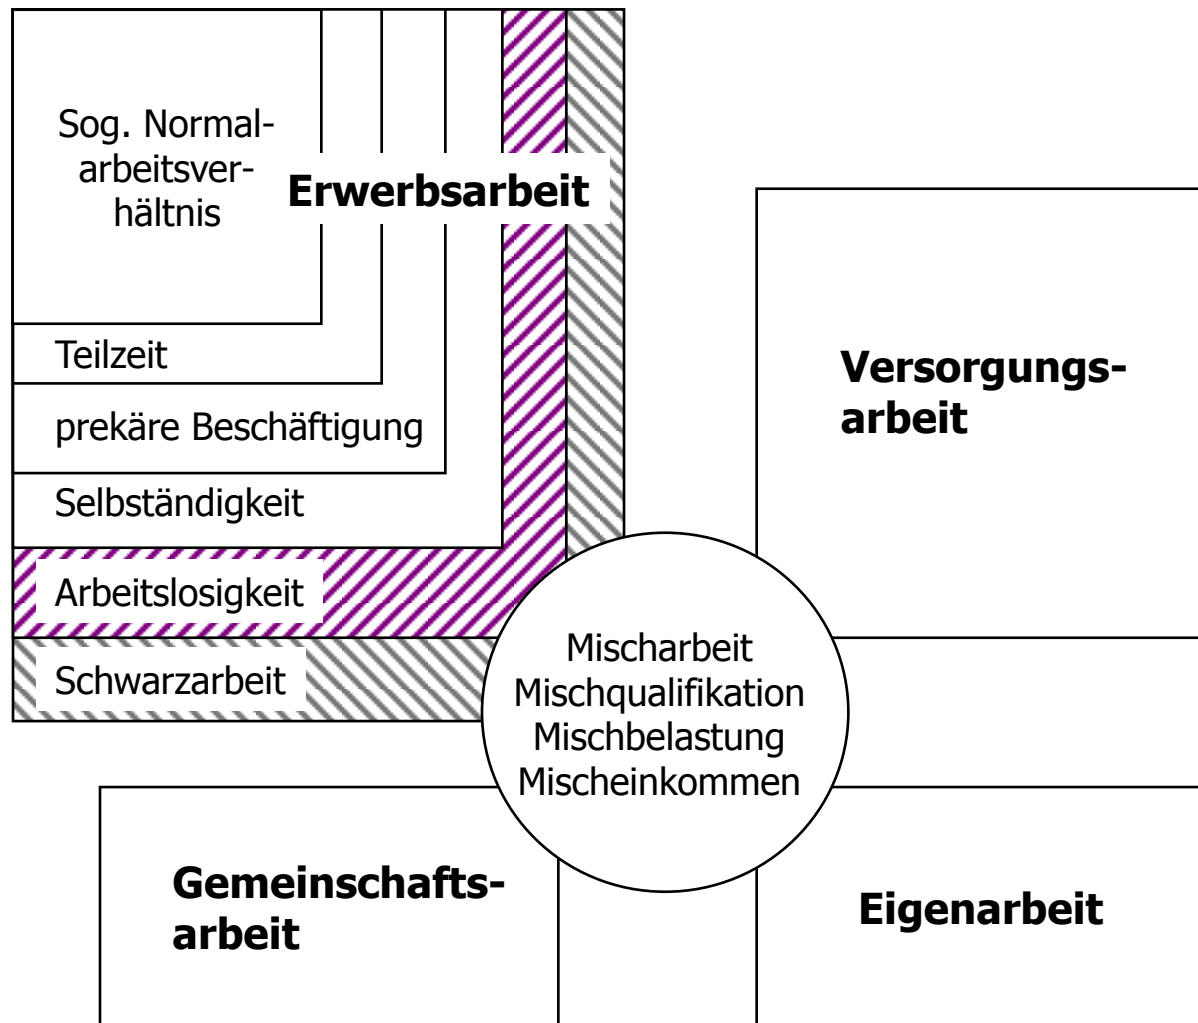 Sog. Normal-
arbeitsver-
hältnis
Erwerbsarbeit
Teilzeit
prekäre Beschäftigung
Selbständigkeit
Arbeitslosigkeit
Schwarzarbeit
Versorgungs-
arbeit
Mischarbeit
Mischqualifikation
Mischbelastung
Mischeinkommen
Gemeinschafts-
arbeit
Eigenarbeit